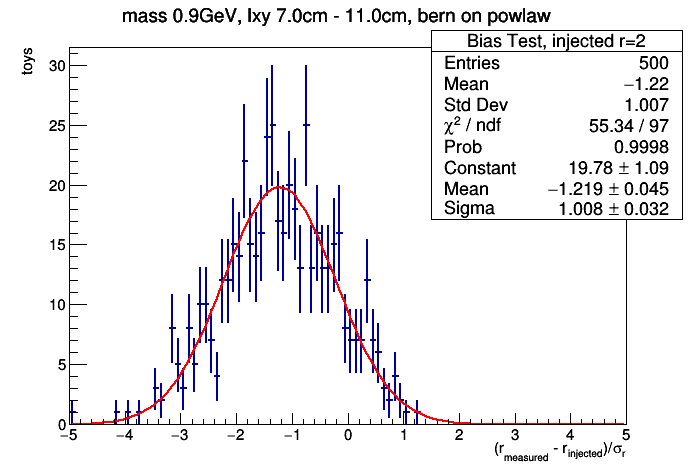 mass 0.9GeV, lxy 7.0cm - 11.0cm, bern on powlaw
Bias Test, injected r=2
Entries 500
Mean −1.22
Std Dev 1.007
χ² / ndf 55.34 / 97
Prob 0.9998
Constant 19.78 ± 1.09
Mean −1.219 ± 0.045
Sigma 1.008 ± 0.032
toys
30
25
20
15
10
5
0
−5 −4 −3 −2 −1 0 1 2 3 4 5
(r_measured - r_injected)/σ_r